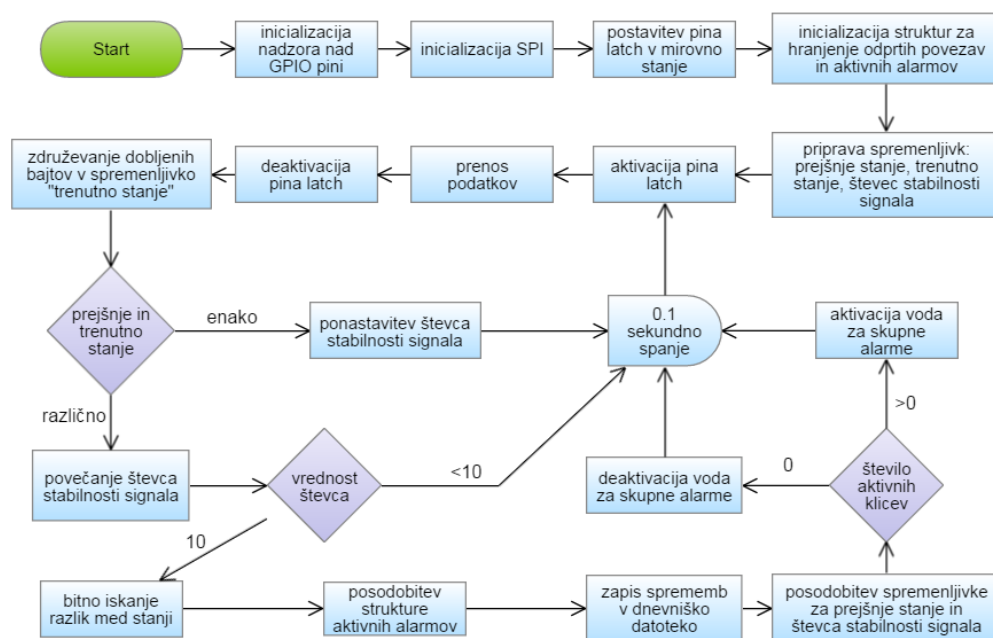 Start
inicializacija
nadzora nad
GPIO pini
inicializacija SPI
postavitev pina
latch v mirovno
stanje
inicializacija struktur za
hranjenje odprtih povezav
in aktivnih alarmov
združevanje dobljenih
bajtov v spremenljivko
"trenutno stanje"
deaktivacija
pina latch
prenos
podatkov
aktivacija pina
latch
priprava spremenljivk:
prejšnje stanje, trenutno
stanje, števec stabilnosti
signala
prejšnje in
trenutno
stanje
enako
ponastavitev števca
stabilnosti signala
0.1
sekundno
spanje
aktivacija voda
za skupne
alarme
različno
>0
povečanje števca
stabilnosti signala
vrednost
števca
<10
deaktivacija voda
za skupne alarme
0
število
aktivnih
klicev
10
bitno iskanje
razlik med stanji
posodobitev
strukture
aktivnih alarmov
zapis sprememb
v dnevniško
datoteko
posodobitev spremenljivke
za prejšnje stanje in
števca stabilnosti signala